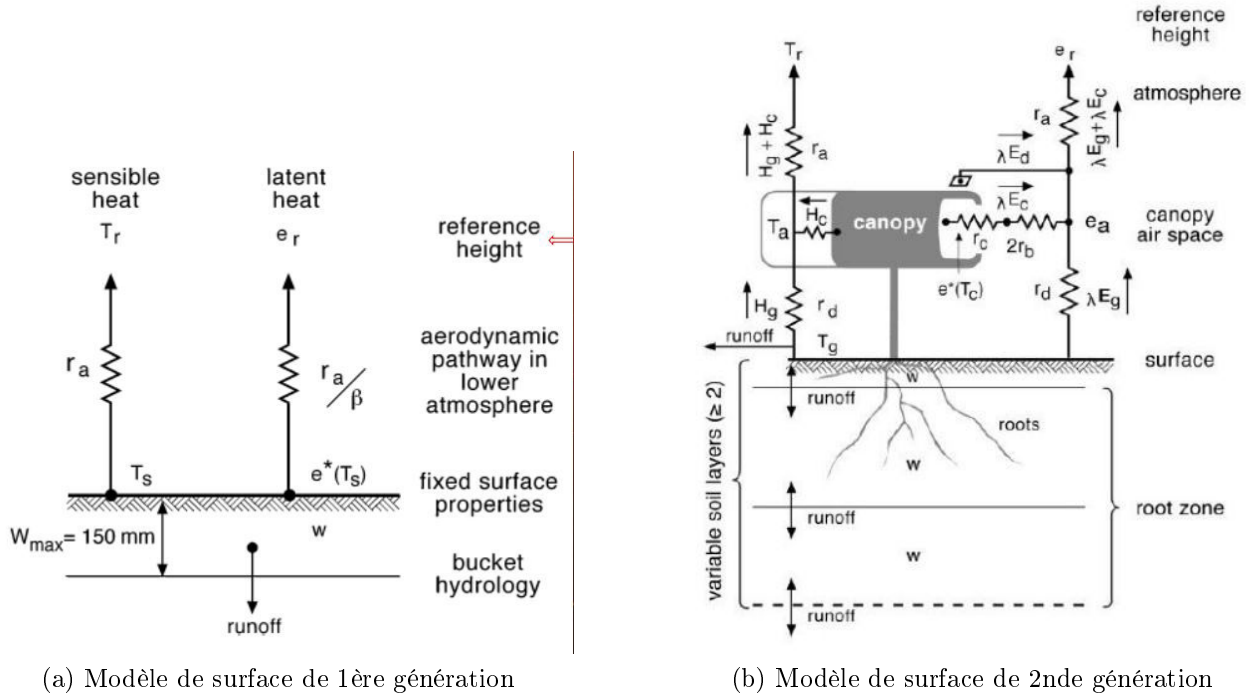 sensible
heat
T_r
latent
heat
e_r
reference
height
r_a
r_a/β
aerodynamic
pathway in
lower
atmosphere
T_s
e*(T_s)
fixed surface
properties
W_max= 150 mm
w
bucket
hydrology
runoff
(a) Modèle de surface de 1ère génération
reference
height
T_r
e_r
atmosphere
H_g + H_c
r_a
r_a
λE_g+λE_c
λE_d
λE_c
H_c
T_a
canopy
r_c
2r_b
e_a
canopy
air space
e*(T_c)
H_g
r_d
r_d
λE_g
runoff
T_g
surface
w
runoff
roots
variable soil layers (≥ 2)
w
runoff
root zone
w
runoff
(b) Modèle de surface de 2nde génération